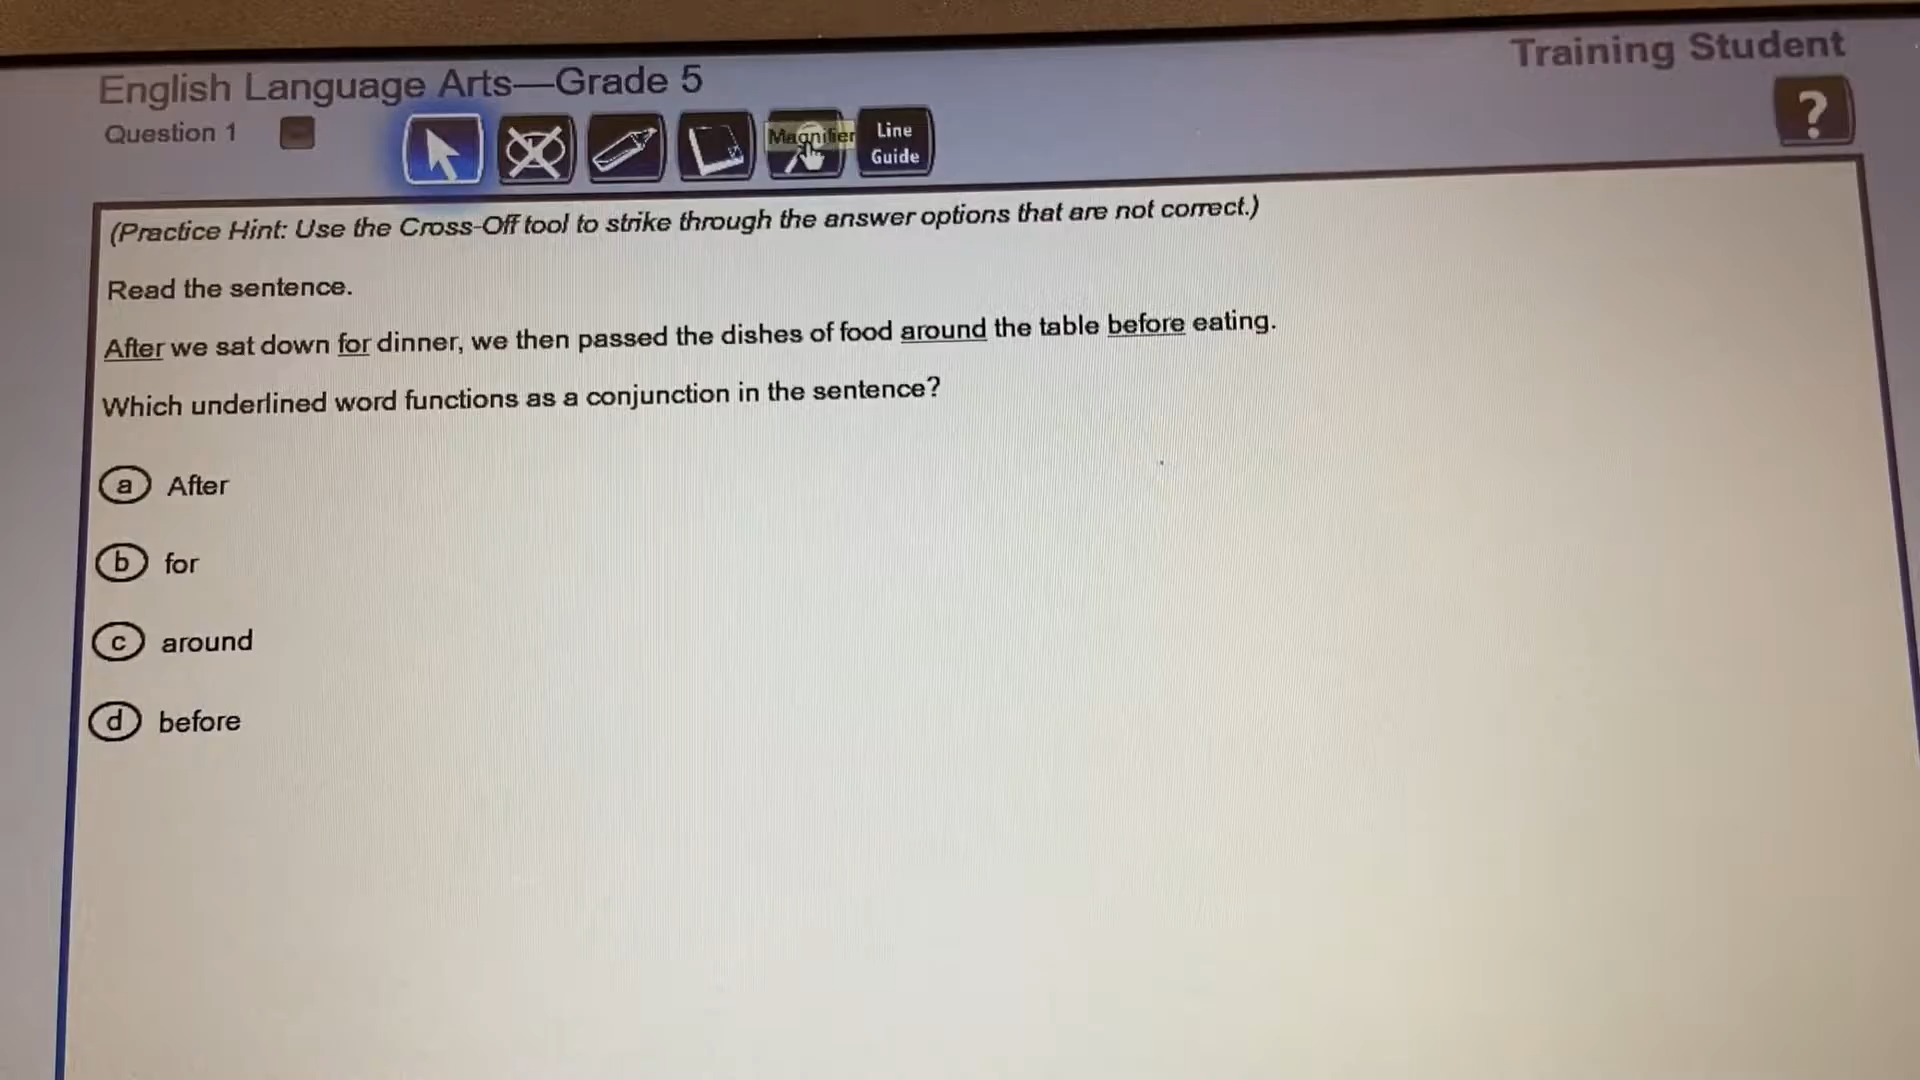 Training Student
English Language Arts—Grade 5
Question 1
Magnifier
Line
Guide
?
(Practice Hint: Use the Cross-Off tool to strike through the answer options that are not correct.)
Read the sentence.
After we sat down for dinner, we then passed the dishes of food around the table before eating.
Which underlined word functions as a conjunction in the sentence?
a After
b for
c around
d before